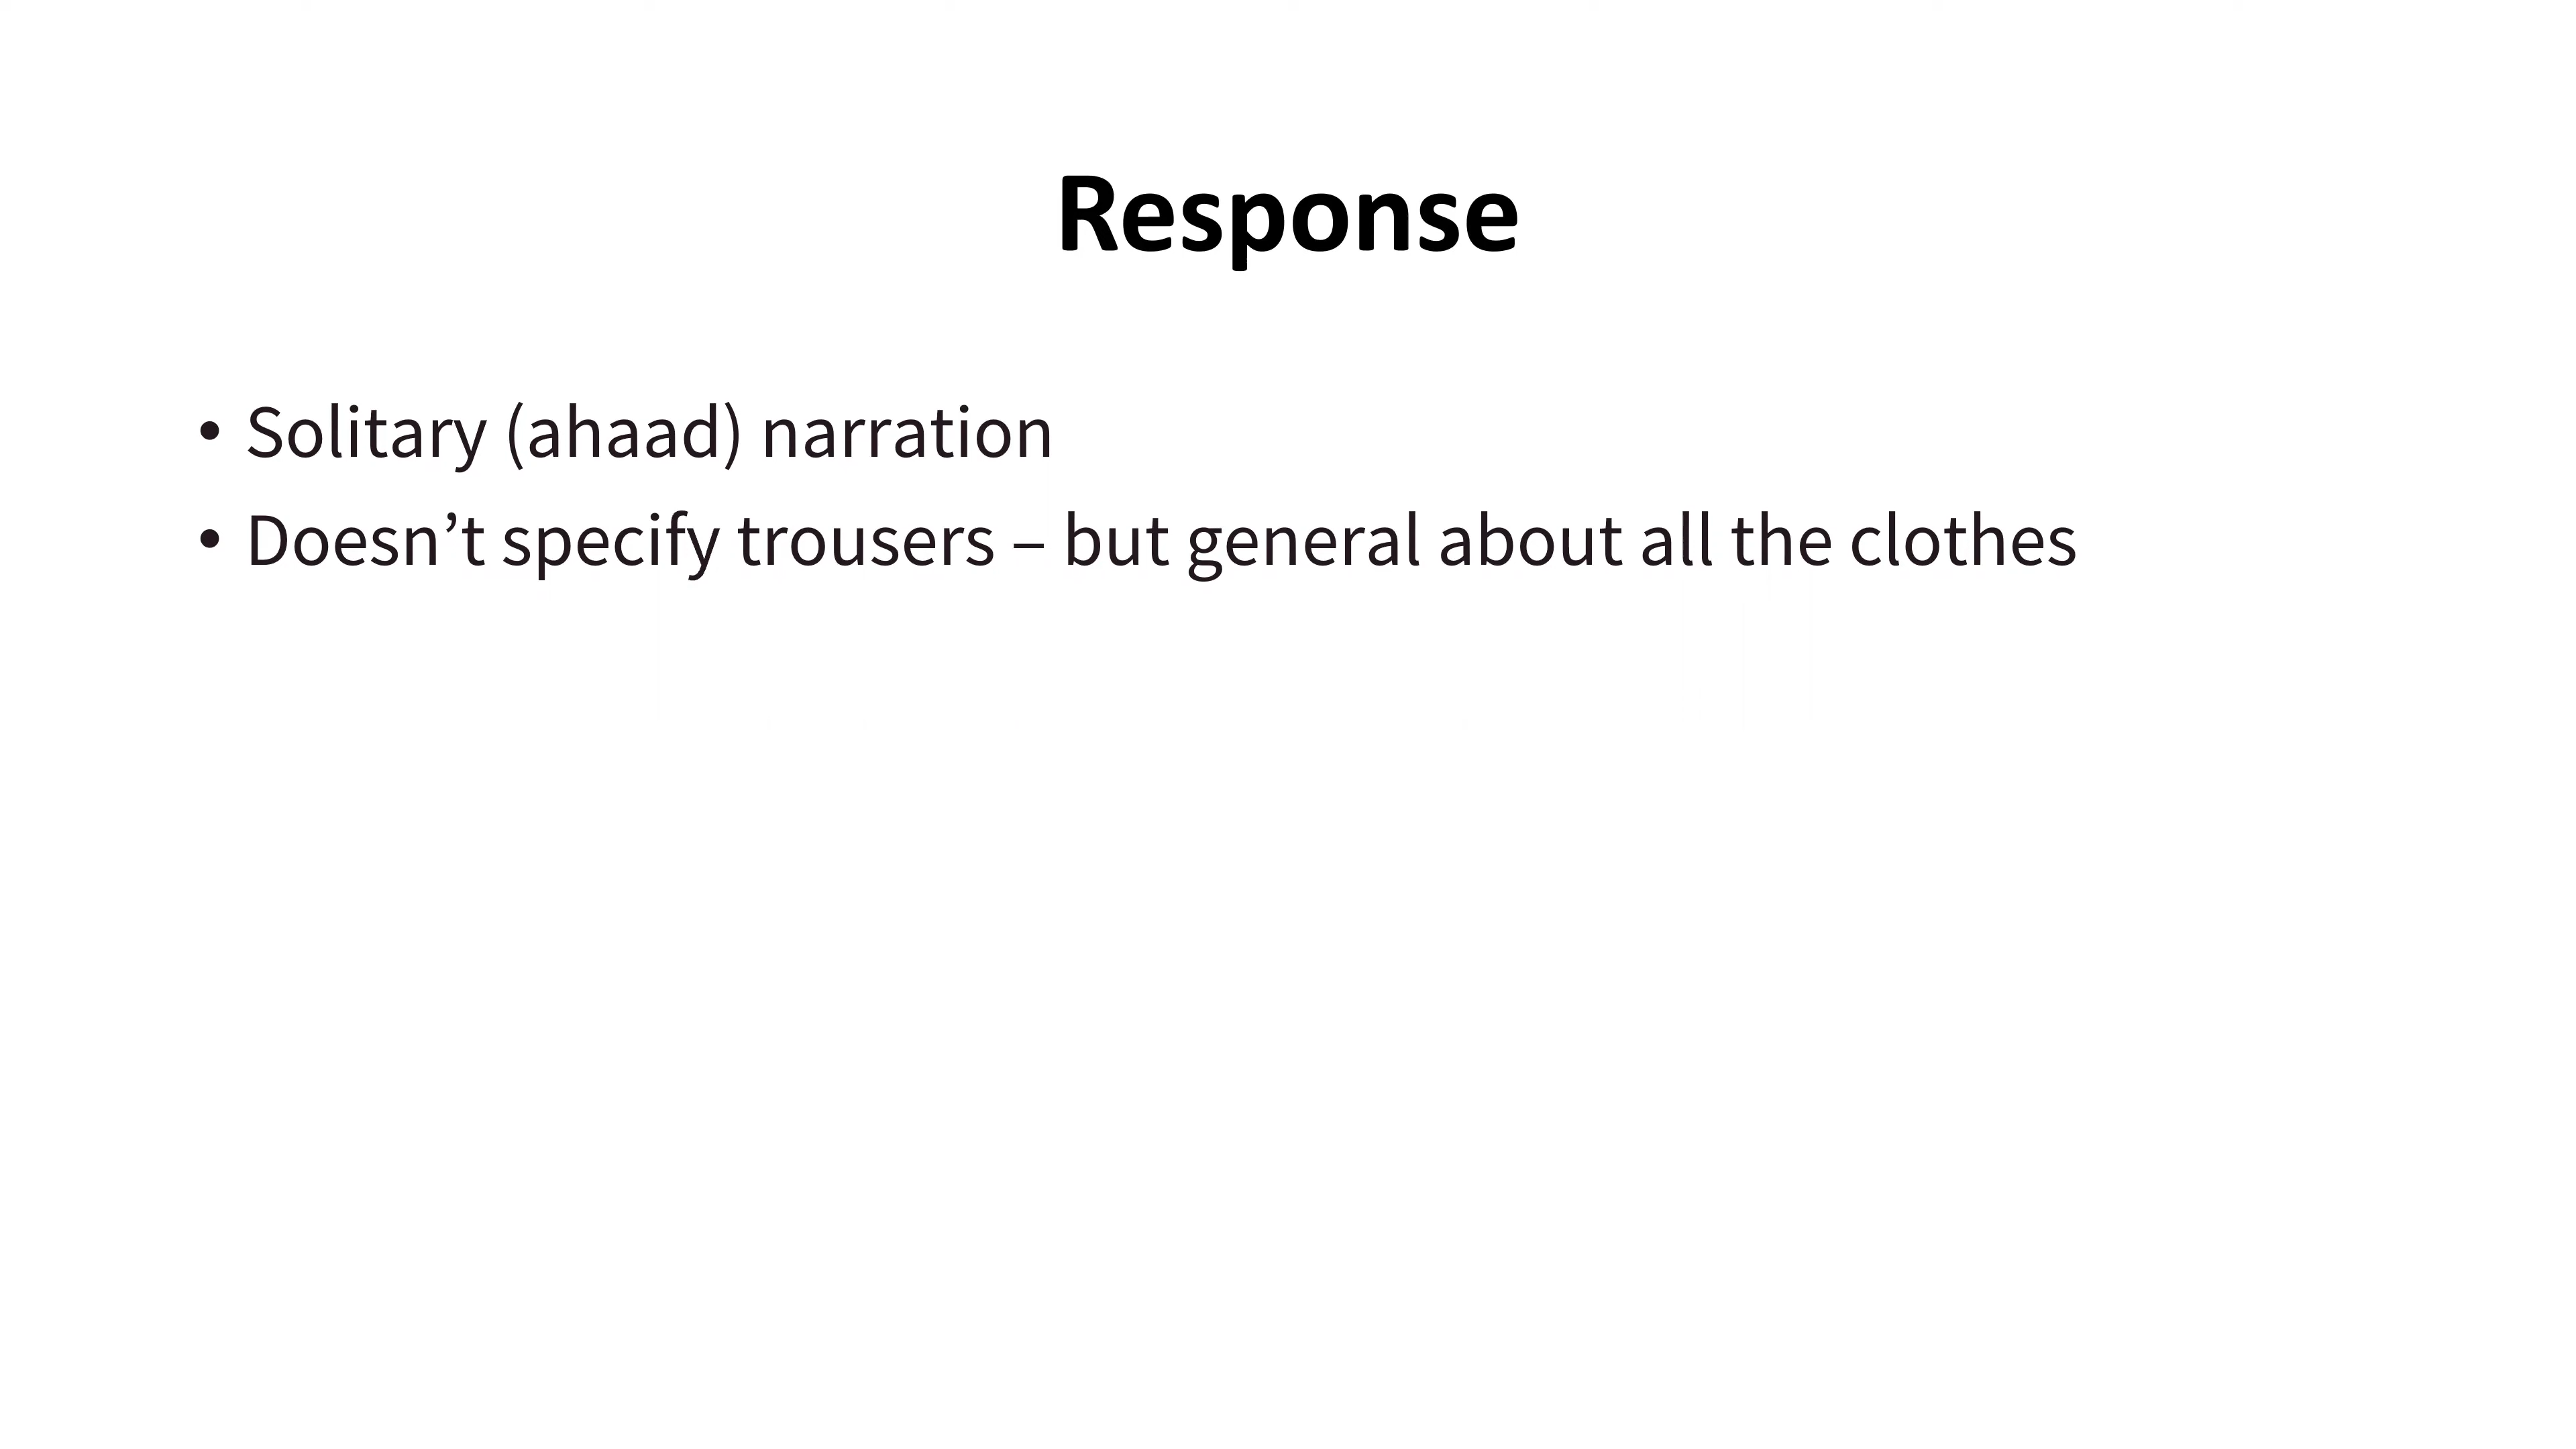 Response
• Solitary (ahaad) narration
• Doesn’t specify trousers – but general about all the clothes